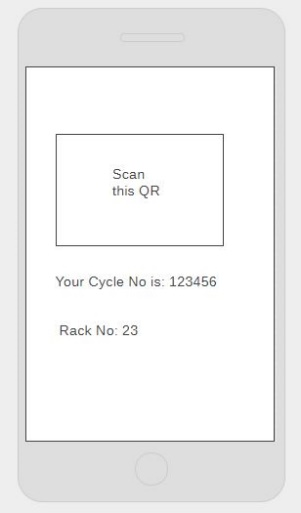 Scan
this QR
Your Cycle No is: 123456
Rack No: 23